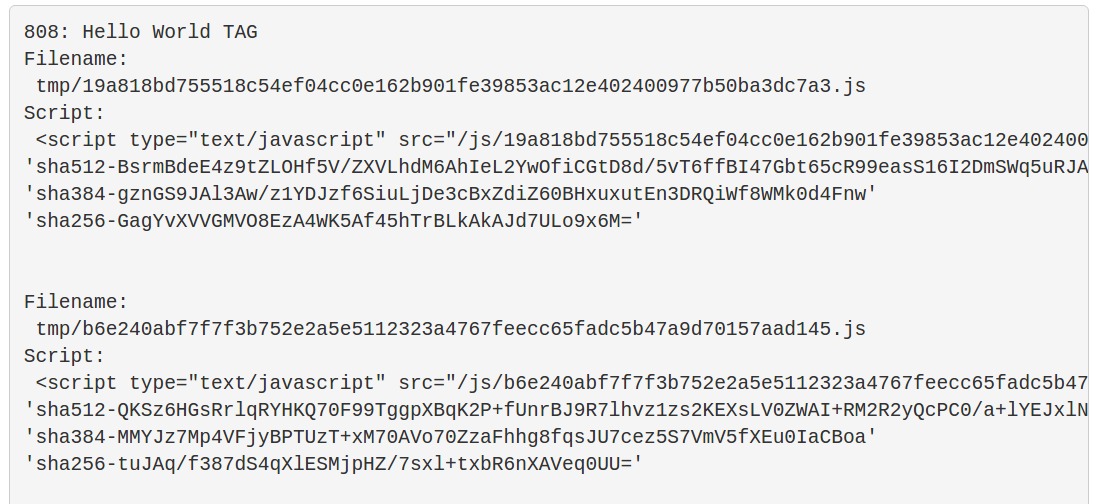 808: Hello World TAG
Filename:
tmp/19a818bd755518c54ef04cc0e162b901fe39853ac12e402400977b50ba3dc7a3.js
Script:
<script type="text/javascript" src="/js/19a818bd755518c54ef04cc0e162b901fe39853ac12e402400
'sha512-BsrmBdeE4z9tZLOHf5V/ZXVLhdM6AhIeL2YwOfiCGtD8d/5vT6ffBI47Gbt65cR99easS16I2DmSWq5uRJA
'sha384-gznGS9JAl3Aw/z1YDJzf6SiuLjDe3cBxZdiZ60BHxuxutEn3DRQiWf8WMk0d4Fnw'
'sha256-GagYvXVVGMVO8EzA4WK5Af45hTrBLkAkAJd7ULo9x6M='
Filename:
tmp/b6e240abf7f7f3b752e2a5e5112323a4767feecc65fadc5b47a9d70157aad145.js
Script:
<script type="text/javascript" src="/js/b6e240abf7f7f3b752e2a5e5112323a4767feecc65fadc5b47
'sha512-QKSz6HGsRrlqRYHKQ70F99TggpXBqK2P+fUnrBJ9R7lhvz1zs2KEXsLV0ZWAI+RM2R2yQcPC0/a+lYEJxlN
'sha384-MMYJz7Mp4VFjyBPTUzT+xM70AVo70ZzaFhhg8fqsJU7cez5S7VmV5fXEu0IaCBoa'
'sha256-tuJAq/f387dS4qXlESMjpHZ/7sxl+txbR6nXAVeq0UU='